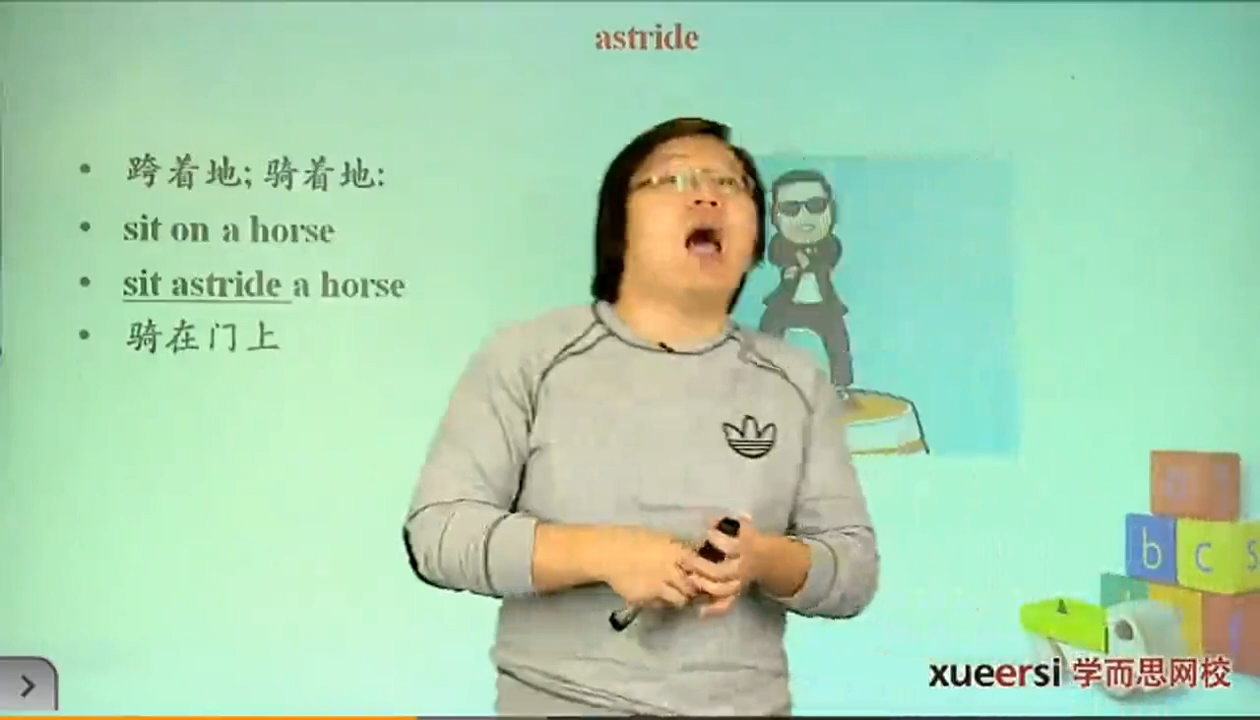 astride
• 跨着地; 骑着地:
• sit on a horse
• sit astride a horse
• 骑在门上
b c s
xueersi 学而思网校